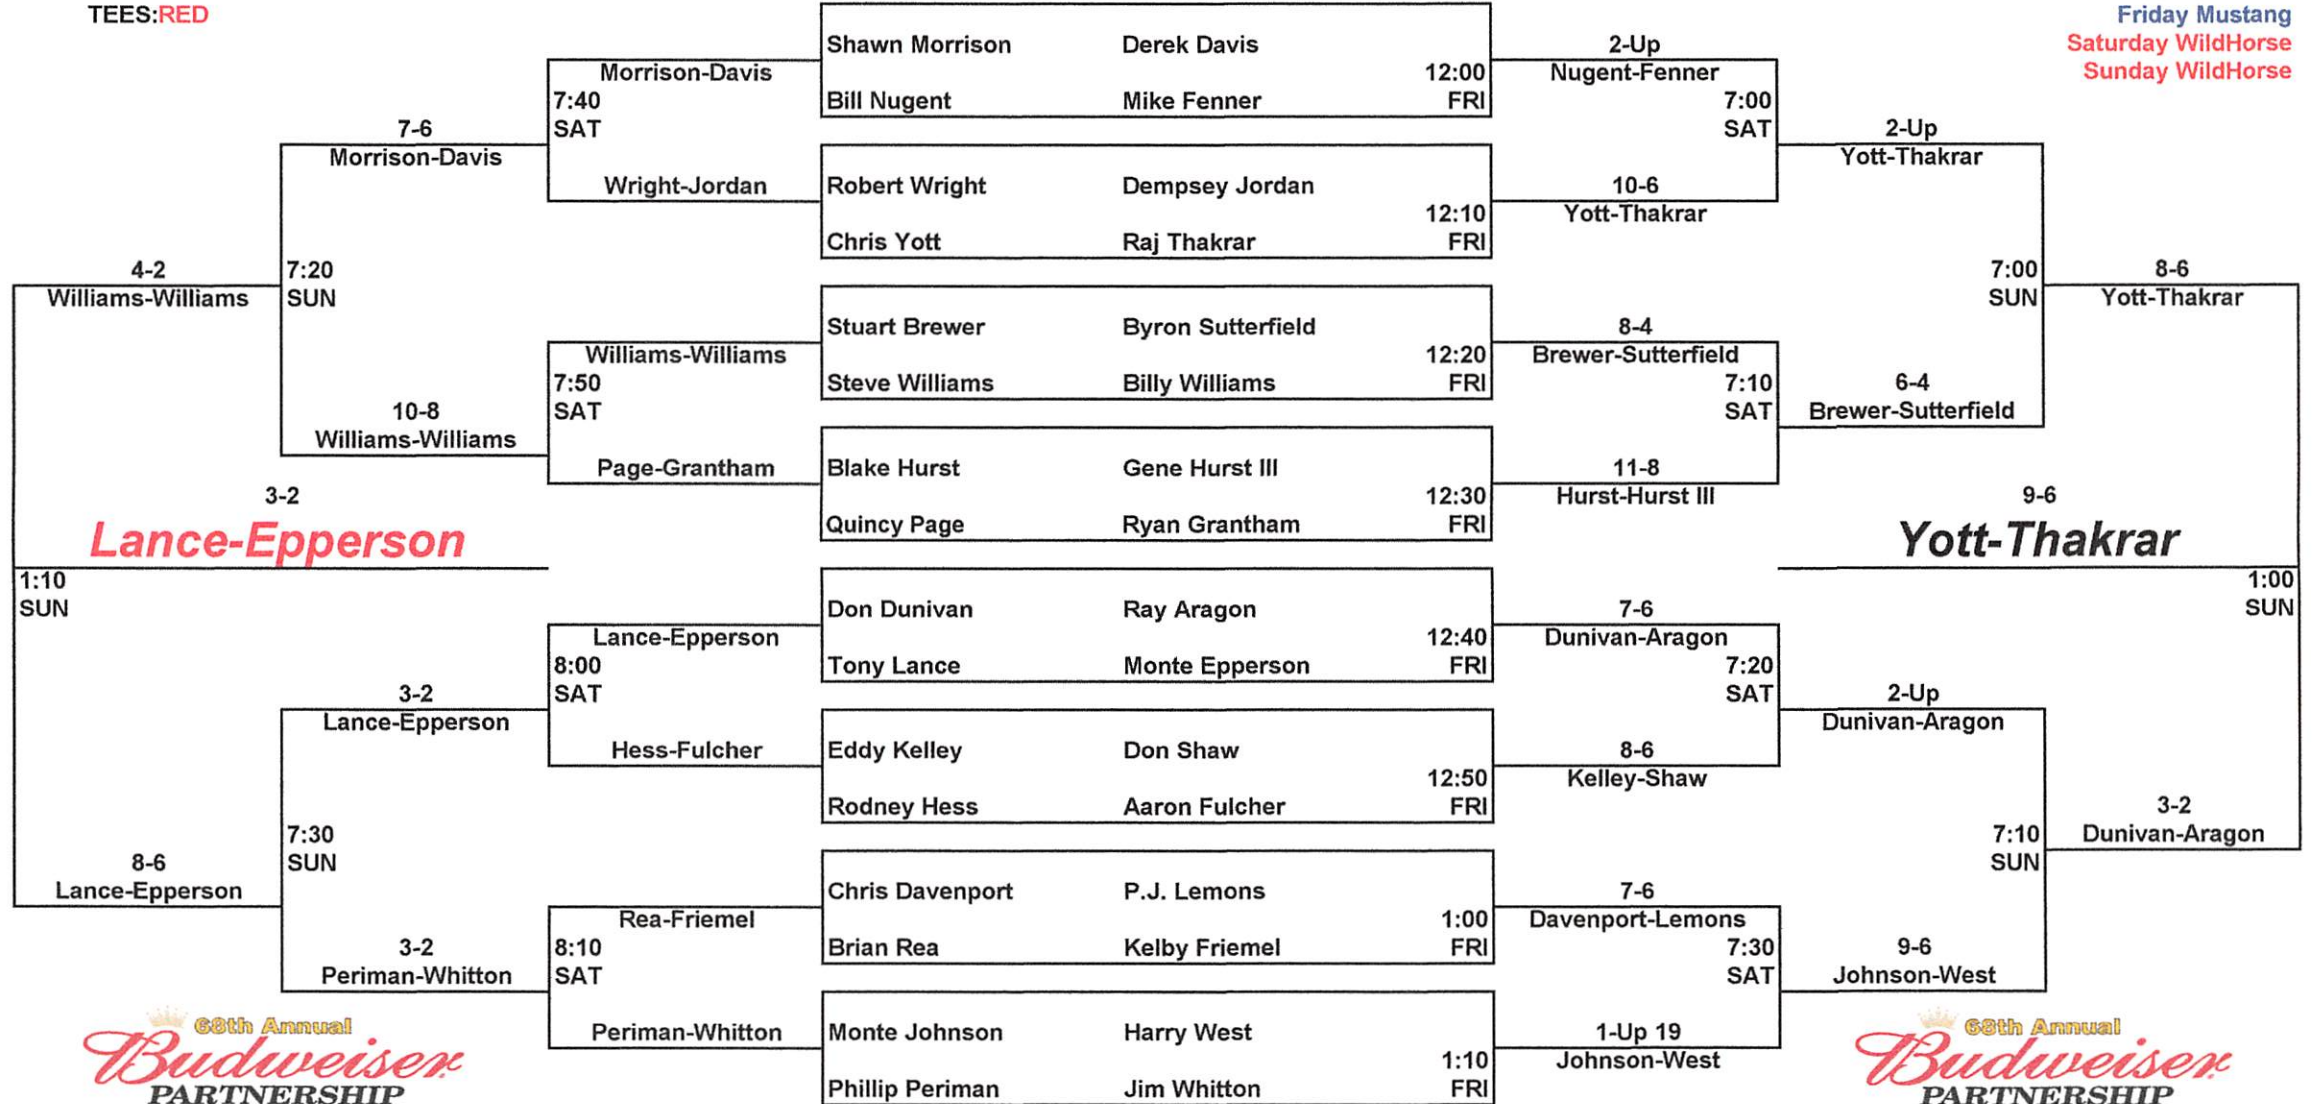 TEES:RED
Friday Mustang
Saturday WildHorse
Sunday WildHorse
Shawn Morrison Derek Davis
12:00
Bill Nugent Mike Fenner FRI
Robert Wright Dempsey Jordan
12:10
Chris Yott Raj Thakrar FRI
Stuart Brewer Byron Sutterfield
12:20
Steve Williams Billy Williams FRI
Blake Hurst Gene Hurst III
12:30
Quincy Page Ryan Grantham FRI
Don Dunivan Ray Aragon
12:40
Tony Lance Monte Epperson FRI
Eddy Kelley Don Shaw
12:50
Rodney Hess Aaron Fulcher FRI
Chris Davenport P.J. Lemons
1:00
Brian Rea Kelby Friemel FRI
Monte Johnson Harry West
1:10
Phillip Periman Jim Whitton FRI
Morrison-Davis
7:40
SAT
Wright-Jordan
Williams-Williams
7:50
SAT
Page-Grantham
Lance-Epperson
8:00
SAT
Hess-Fulcher
Rea-Friemel
8:10
SAT
Periman-Whitton
7-6
Morrison-Davis
7:20
SUN
10-8
Williams-Williams
3-2
Lance-Epperson
7:30
SUN
3-2
Periman-Whitton
4-2
Williams-Williams
8-6
Lance-Epperson
3-2
Lance-Epperson
1:10
SUN
2-Up
Nugent-Fenner
7:00
SAT
10-6
Yott-Thakrar
8-4
Brewer-Sutterfield
7:10
SAT
11-8
Hurst-Hurst III
7-6
Dunivan-Aragon
7:20
SAT
8-6
Kelley-Shaw
7-6
Davenport-Lemons
7:30
SAT
1-Up 19
Johnson-West
2-Up
Yott-Thakrar
7:00
SUN
6-4
Brewer-Sutterfield
2-Up
Dunivan-Aragon
7:10
SUN
9-6
Johnson-West
8-6
Yott-Thakrar
3-2
Dunivan-Aragon
9-6
Yott-Thakrar
1:00
SUN
68th Annual
Budweiser
PARTNERSHIP
68th Annual
Budweiser
PARTNERSHIP